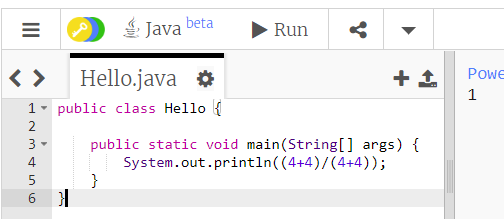 Java beta Run
Powe
Hello.java
1
1 public class Hello {
2
3     public static void main(String[] args) {
4         System.out.println((4+4)/(4+4));
5     }
6 }